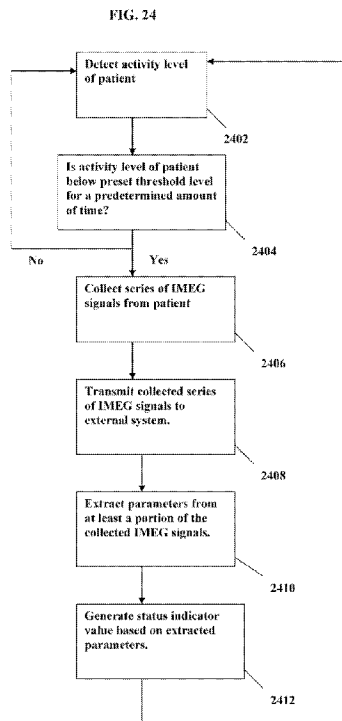 FIG. 24
Detect activity level
of patient
2402
Is activity level of patient
below preset threshold level
for a predetermined amount
of time?
2404
No
Yes
Collect series of IMEG
signals from patient
2406
Transmit collected series
of IMEG signals to
external system.
2408
Extract parameters from
at least a portion of the
collected IMEG signals.
2410
Generate status indicator
value based on extracted
parameters.
2412